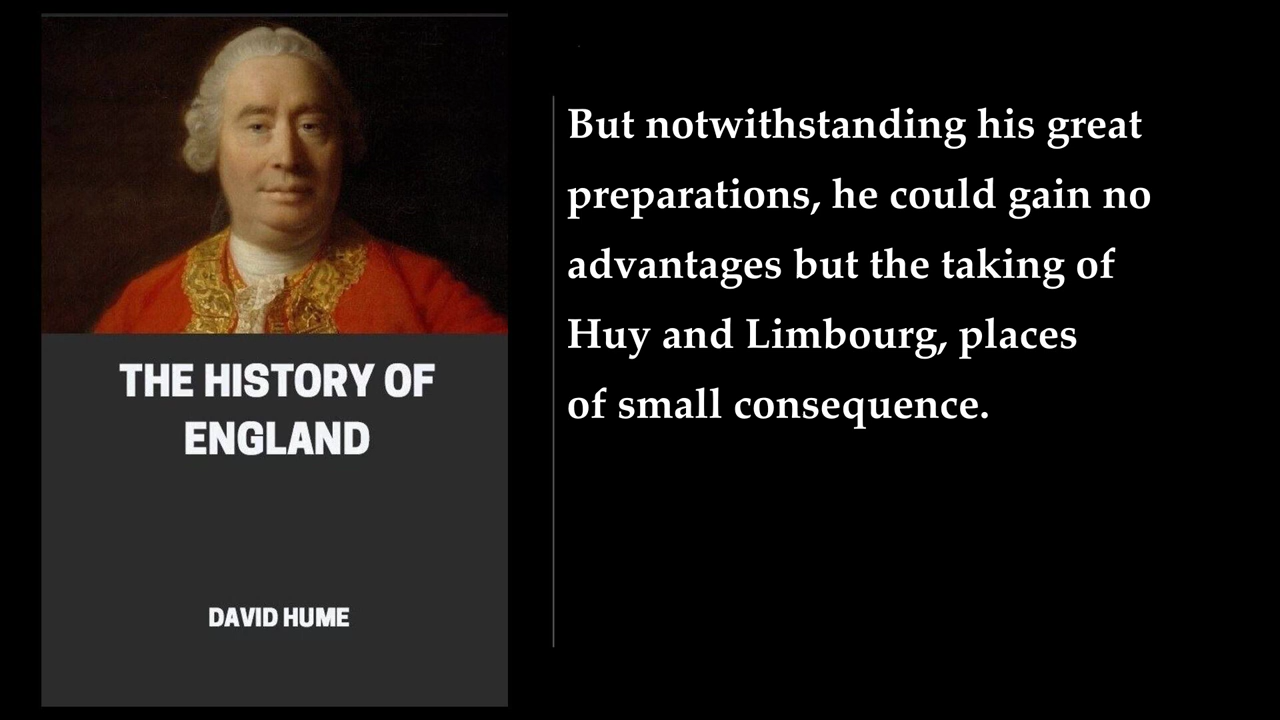 THE HISTORY OF
ENGLAND
DAVID HUME
But notwithstanding his great
preparations, he could gain no
advantages but the taking of
Huy and Limbourg, places
of small consequence.